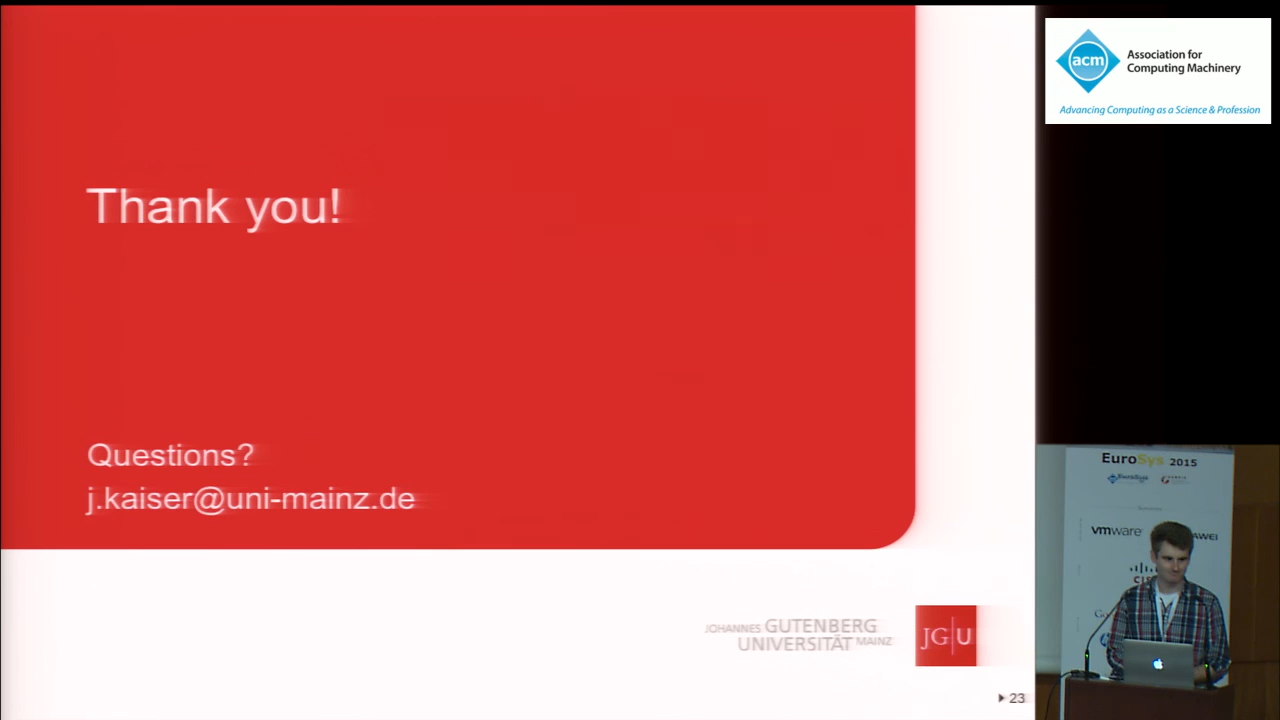 Thank you!
Questions?
j.kaiser@uni-mainz.de
JOHANNES GUTENBERG
UNIVERSITÄT MAINZ
JG|U
23
acm
Association for
Computing Machinery
Advancing Computing as a Science & Profession
EuroSys 2015
vmware